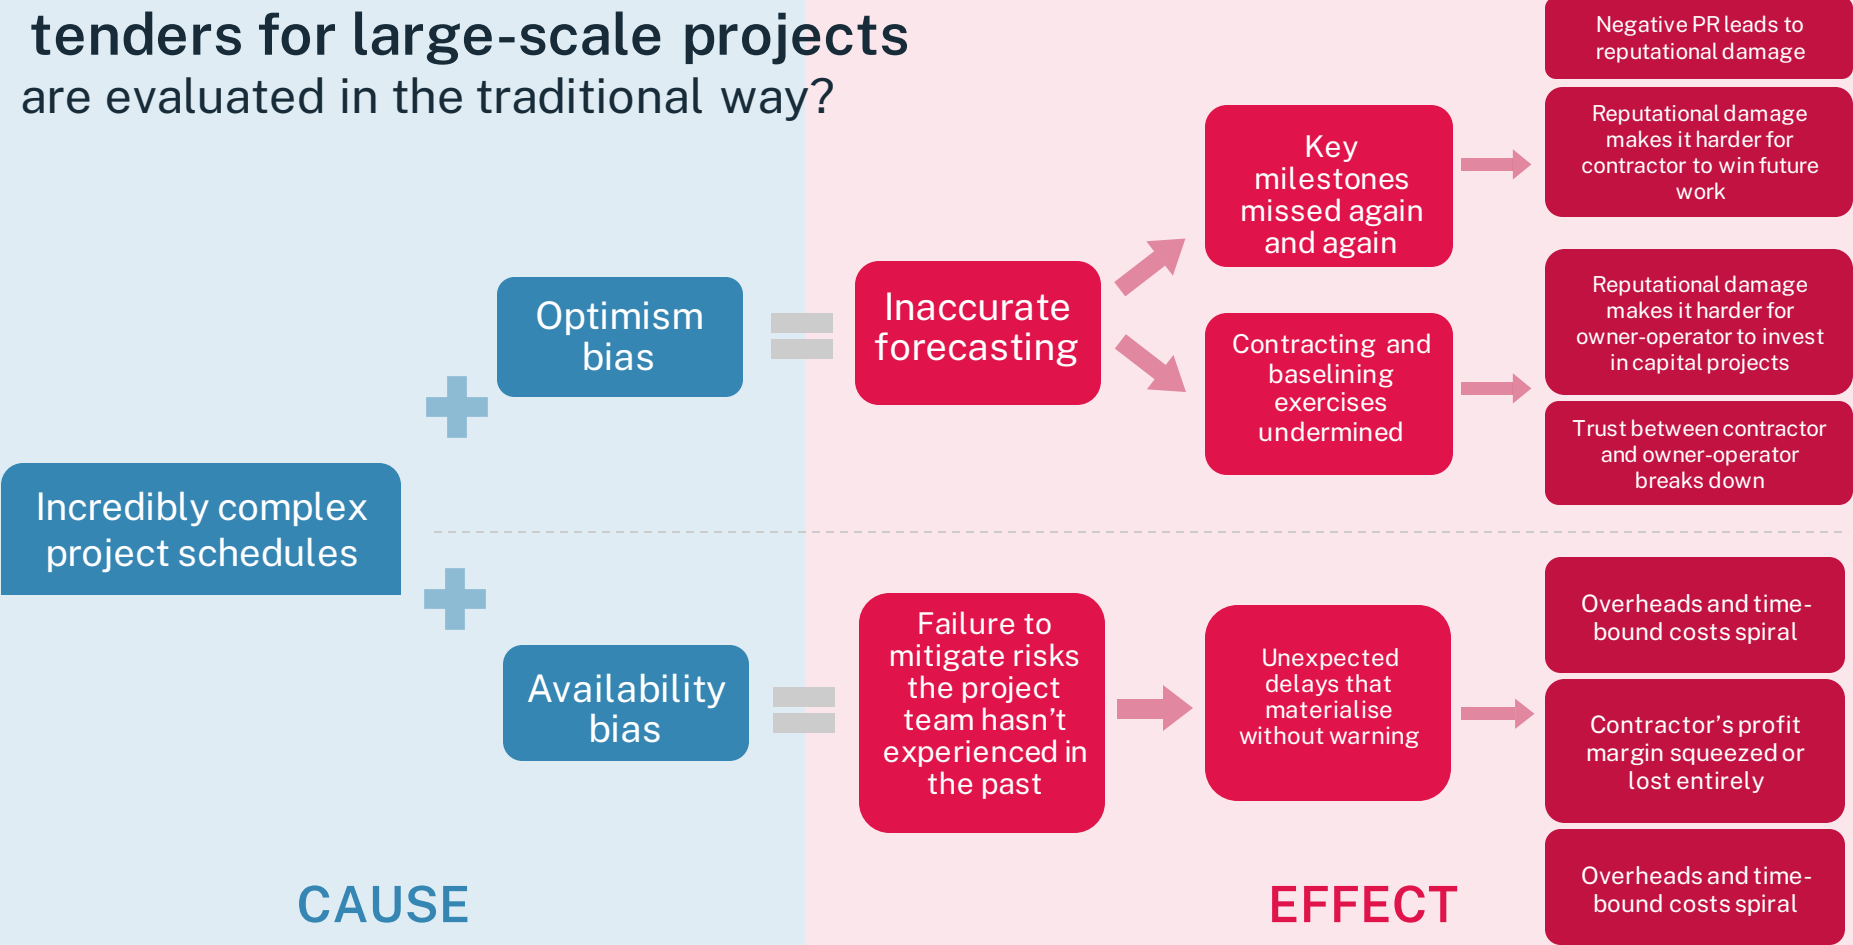 tenders for large-scale projects
are evaluated in the traditional way?
Incredibly complex
project schedules
Optimism
bias
Availability
bias
CAUSE
Inaccurate
forecasting
Key
milestones
missed again
and again
Contracting and
baselining
exercises
undermined
Negative PR leads to
reputational damage
Reputational damage
makes it harder for
contractor to win future
work
Reputational damage
makes it harder for
owner-operator to invest
in capital projects
Trust between contractor
and owner-operator
breaks down
Failure to
mitigate risks
the project
team hasn't
experienced in
the past
Unexpected
delays that
materialise
without warning
Overheads and time-
bound costs spiral
Contractor's profit
margin squeezed or
lost entirely
Overheads and time-
bound costs spiral
EFFECT